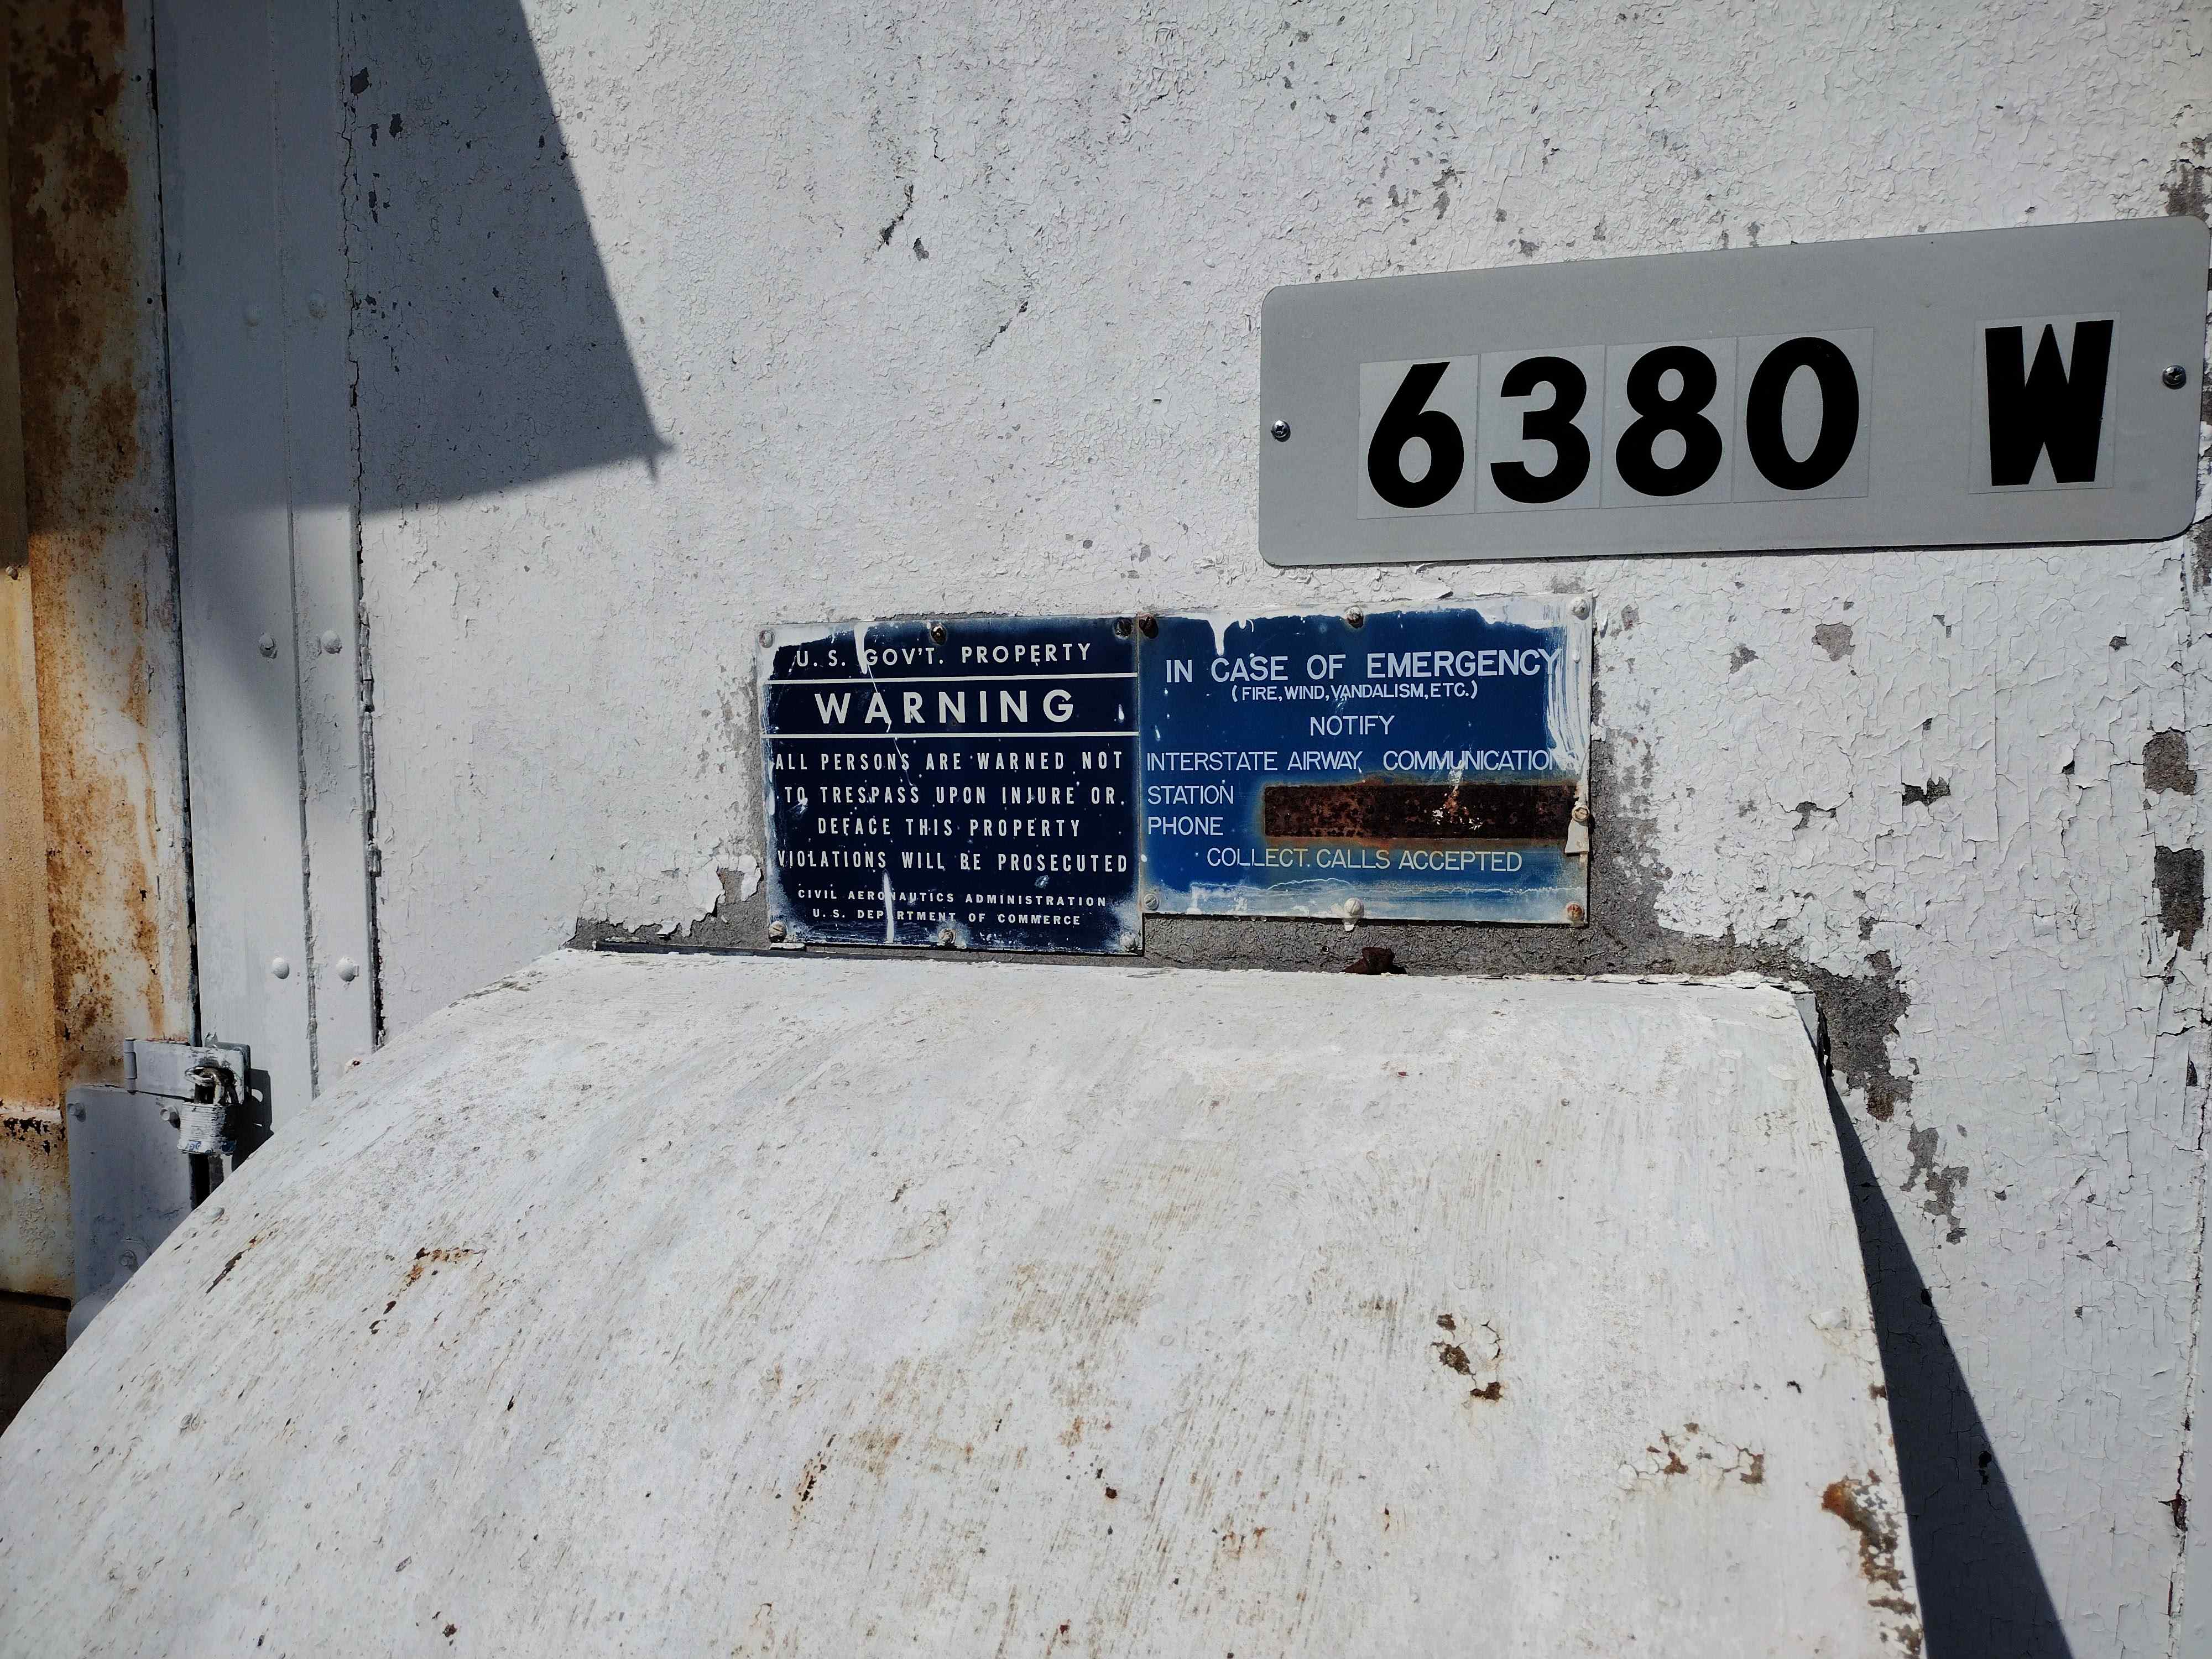 6380 W
U. S. GOV'T. PROPERTY
WARNING
ALL PERSONS ARE WARNED NOT
TO TRESPASS UPON INJURE OR
DEFACE THIS PROPERTY
VIOLATIONS WILL BE PROSECUTED
CIVIL AERONAUTICS ADMINISTRATION
U. S. DEPARTMENT OF COMMERCE
IN CASE OF EMERGENCY
(FIRE, WIND, VANDALISM, ETC.)
NOTIFY
INTERSTATE AIRWAY COMMUNICATION
STATION
PHONE
COLLECT CALLS ACCEPTED